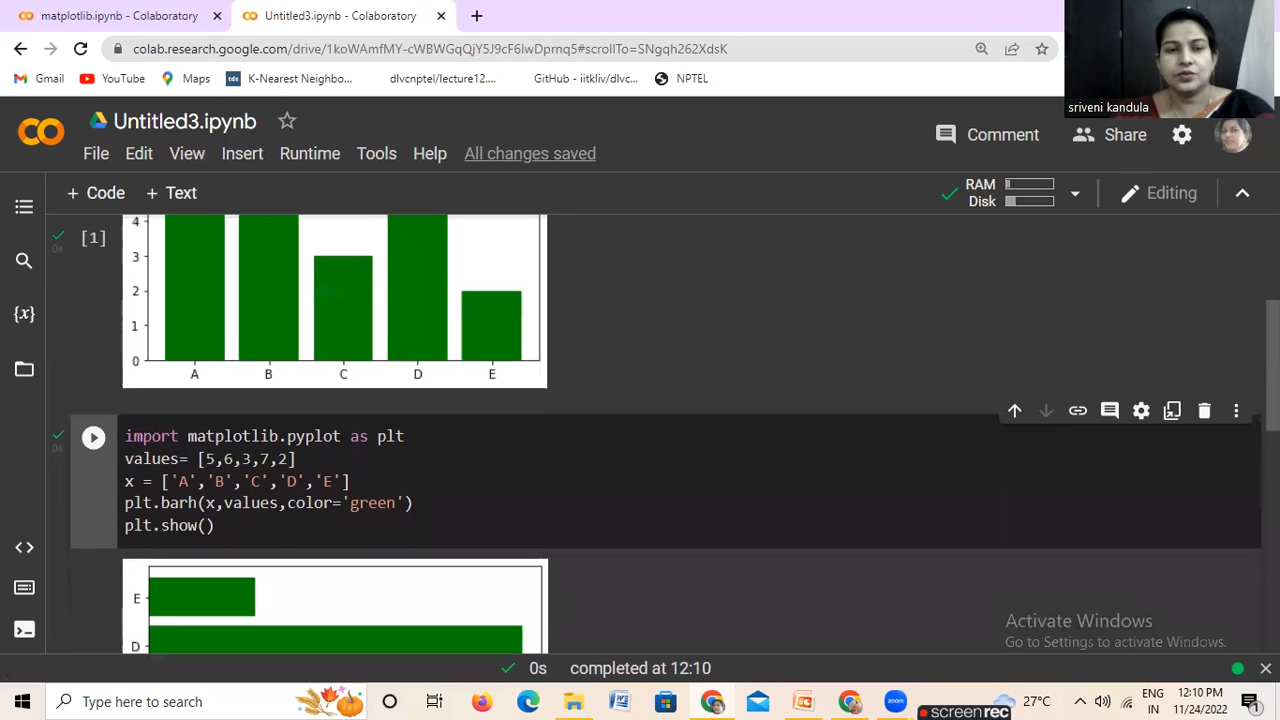 matplotlib.ipynb - Colaboratory
Untitled3.ipynb - Colaboratory
colab.research.google.com/drive/1koWAmfMY-cWBWGqQjY5J9cF6lwDprnq5#scrollTo=SNgqh262XdsK
Gmail
YouTube
Maps
tds
K-Nearest Neighbo...
dlvcnptel/lecture12....
GitHub - iitkliv/dlvc...
NPTEL
sriveni kandula
Untitled3.ipynb
Comment
Share
File
Edit
View
Insert
Runtime
Tools
Help
All changes saved
+ Code
+ Text
RAM
Disk
Editing
[1]
0s
4
3
2
1
0
A
B
C
D
E
0s
import matplotlib.pyplot as plt
values= [5,6,3,7,2]
x = ['A','B','C','D','E']
plt.barh(x,values,color='green')
plt.show()
E
D
Activate Windows
Go to Settings to activate Windows.
0s
completed at 12:10
Type here to search
zoom
27°C
ENG
IN
12:10 PM
11/24/2022
screenrec